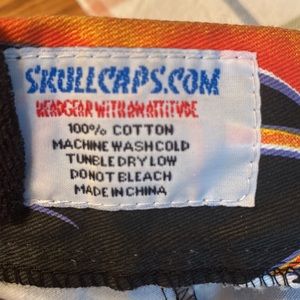 SKULLCAPS.COM
HEADGEAR WITH AN ATTITUDE.
100% COTTON
MACHINE WASH COLD
TUMBLE DRY LOW
DO NOT BLEACH
MADE IN CHINA